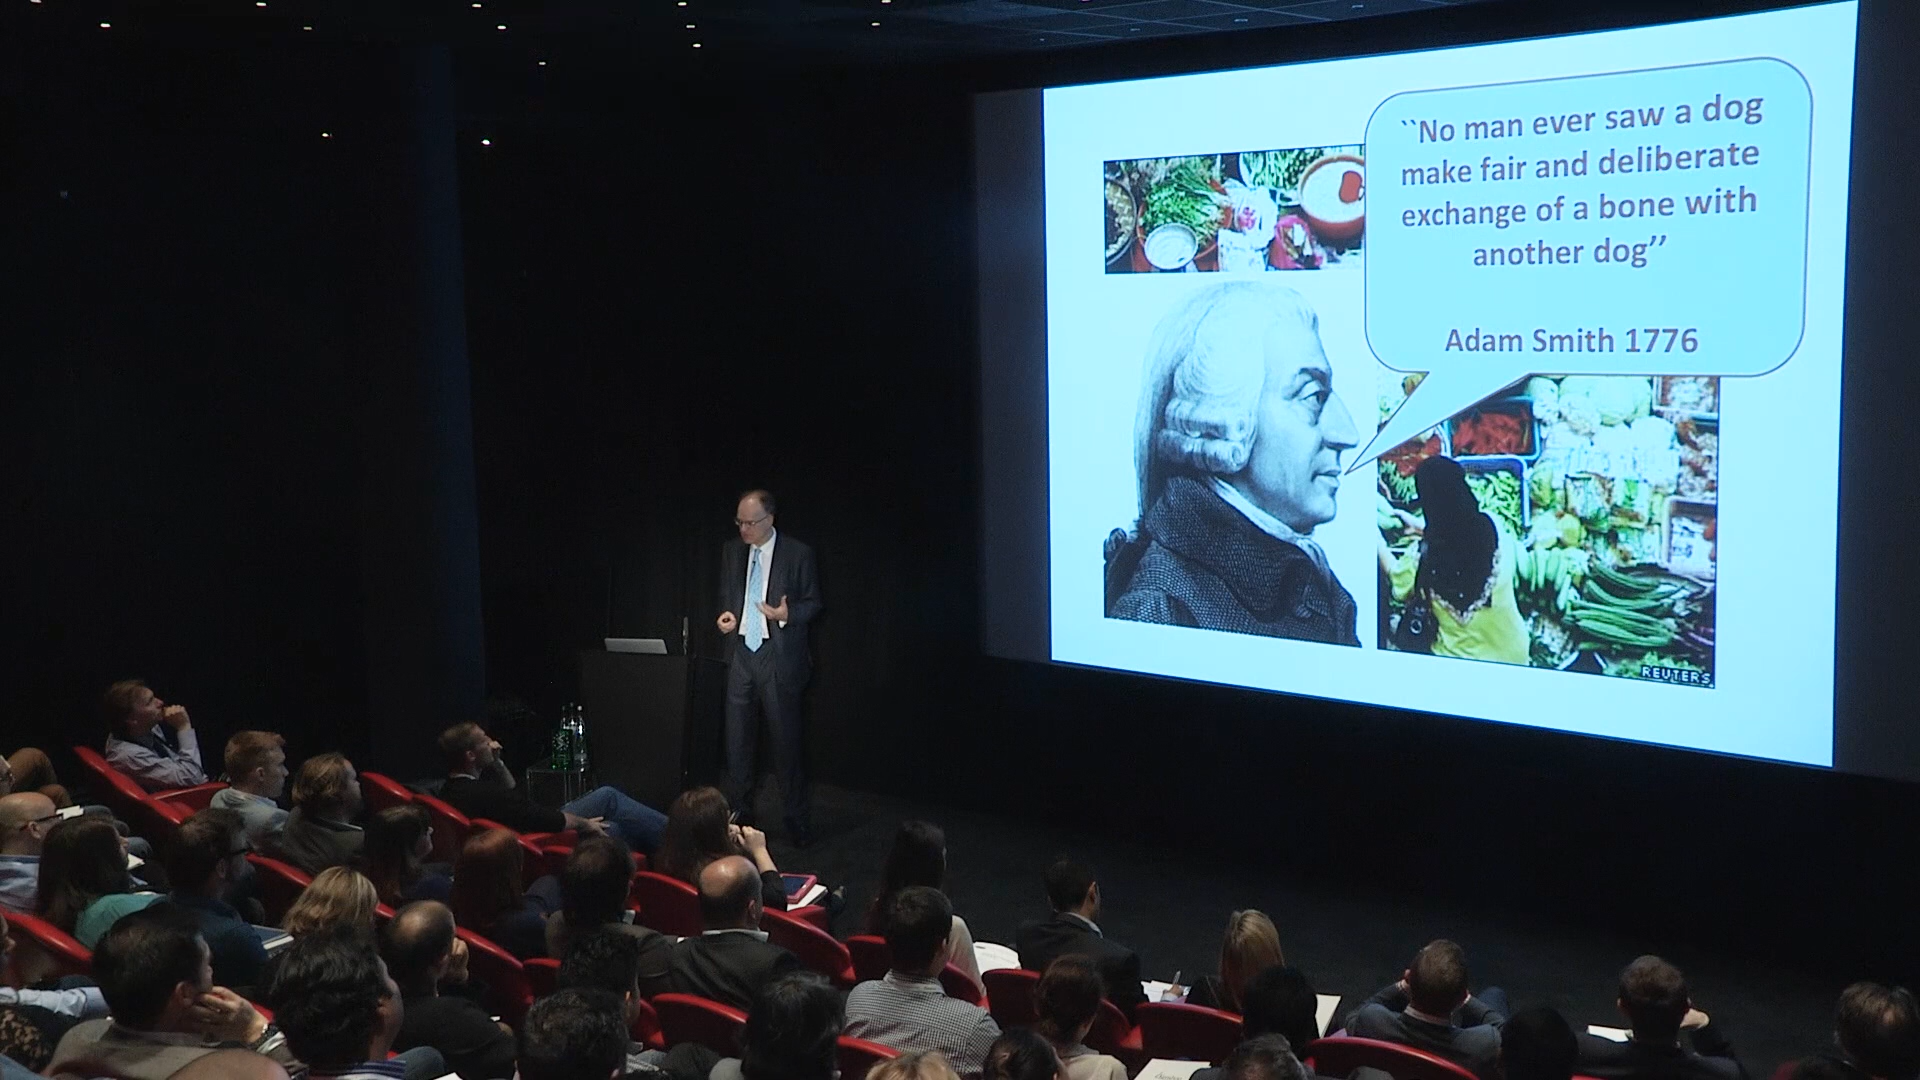 ``No man ever saw a dog
make fair and deliberate
exchange of a bone with
another dog’’
Adam Smith 1776
REUTERS